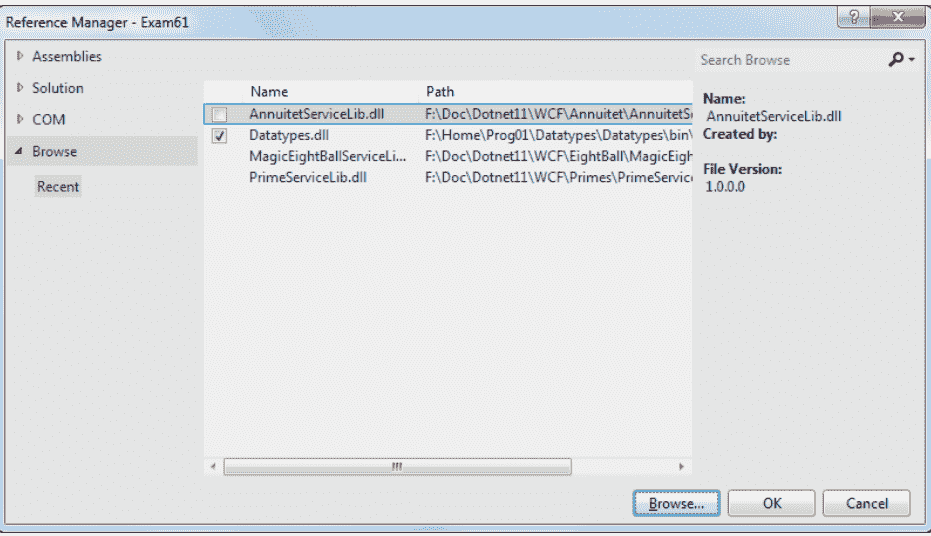 Reference Manager - Exam61
Assemblies
Solution
COM
Browse
Recent
Name Path
AnnuitetServiceLib.dll F:\Doc\Dotnet11\WCF\Annuitet\AnnuitetS
Datatypes.dll F:\Home\Prog01\Datatypes\Datatypes\bin\
MagicEightBallServiceLi... F:\Doc\Dotnet11\WCF\EightBall\MagicEigh
PrimeServiceLib.dll F:\Doc\Dotnet11\WCF\Primes\PrimeService
Search Browse
Name:
AnnuitetServiceLib.dll
Created by:
File Version:
1.0.0.0
Browse... OK Cancel